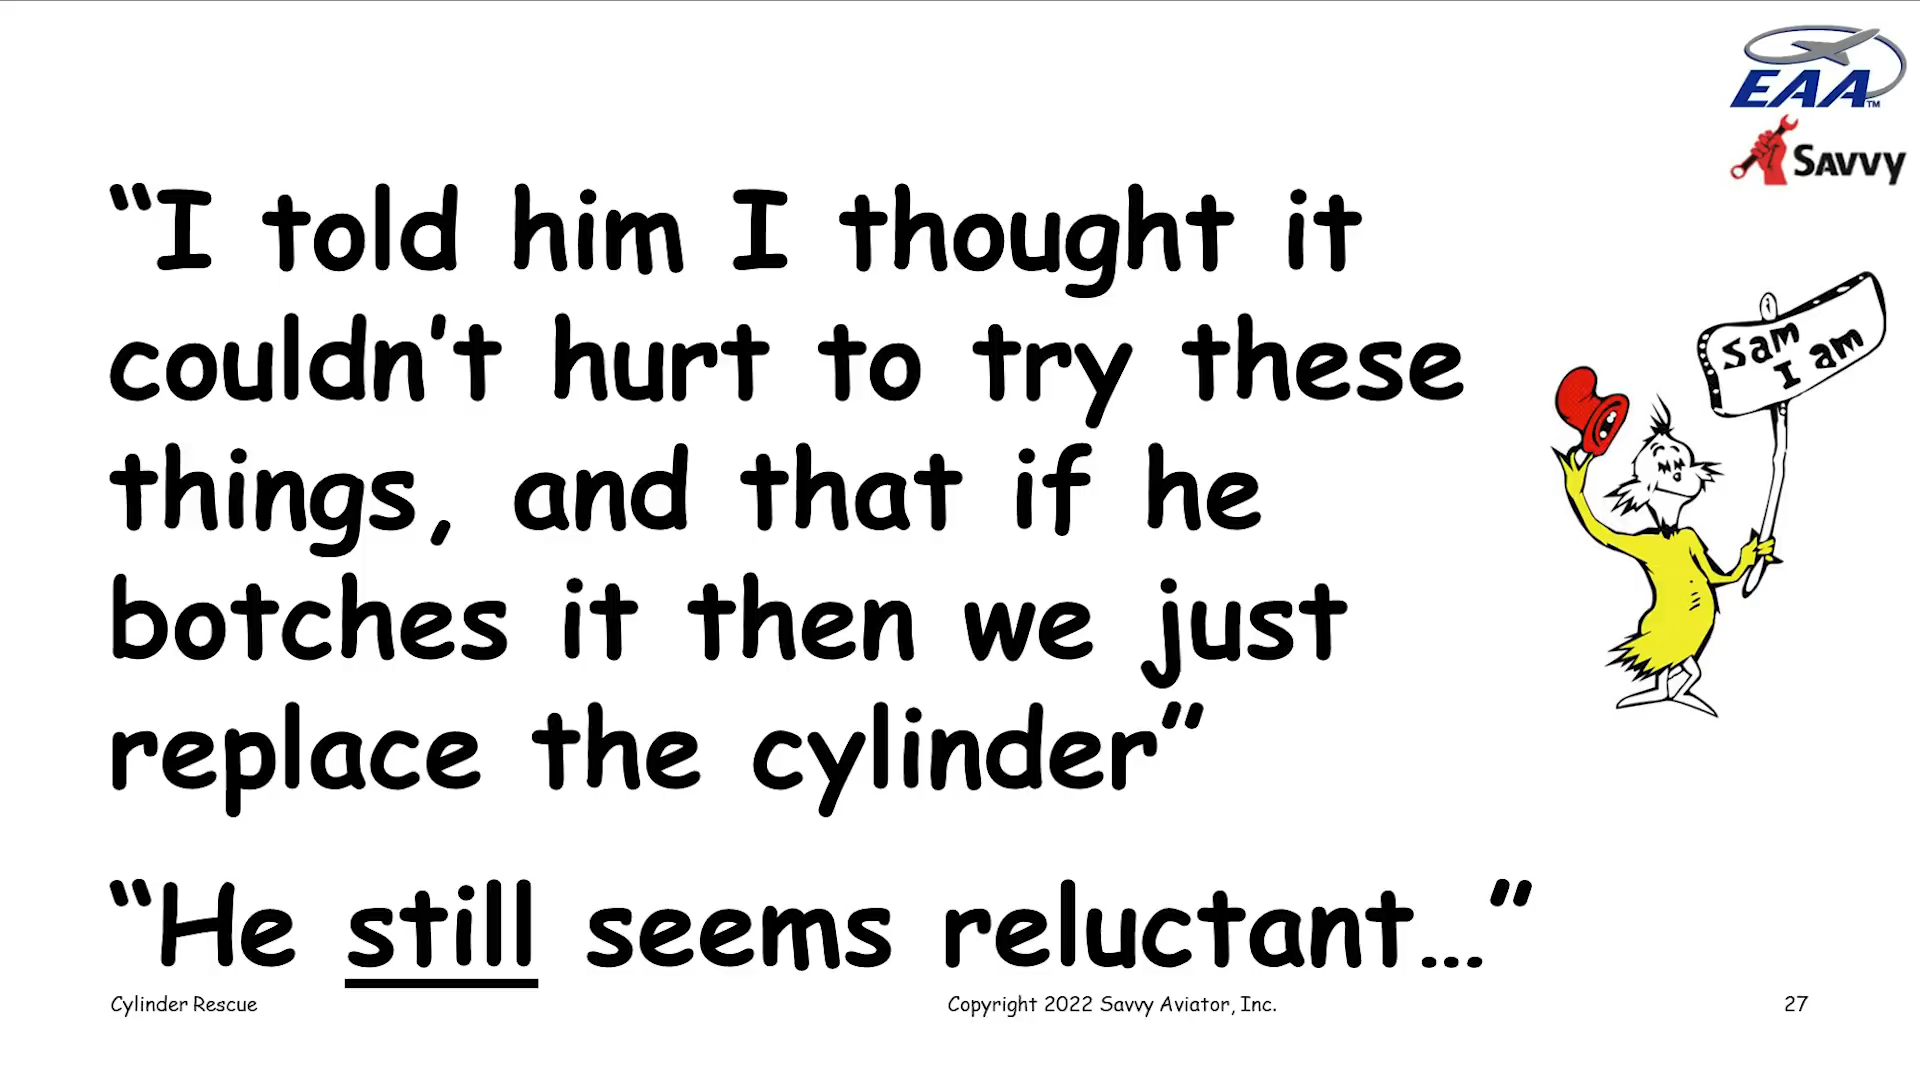 EAA™
SAVVY
“I told him I thought it
couldn’t hurt to try these
things, and that if he
botches it then we just
replace the cylinder”
Sam
I am
“He still seems reluctant…”
Cylinder Rescue
Copyright 2022 Savvy Aviator, Inc.
27